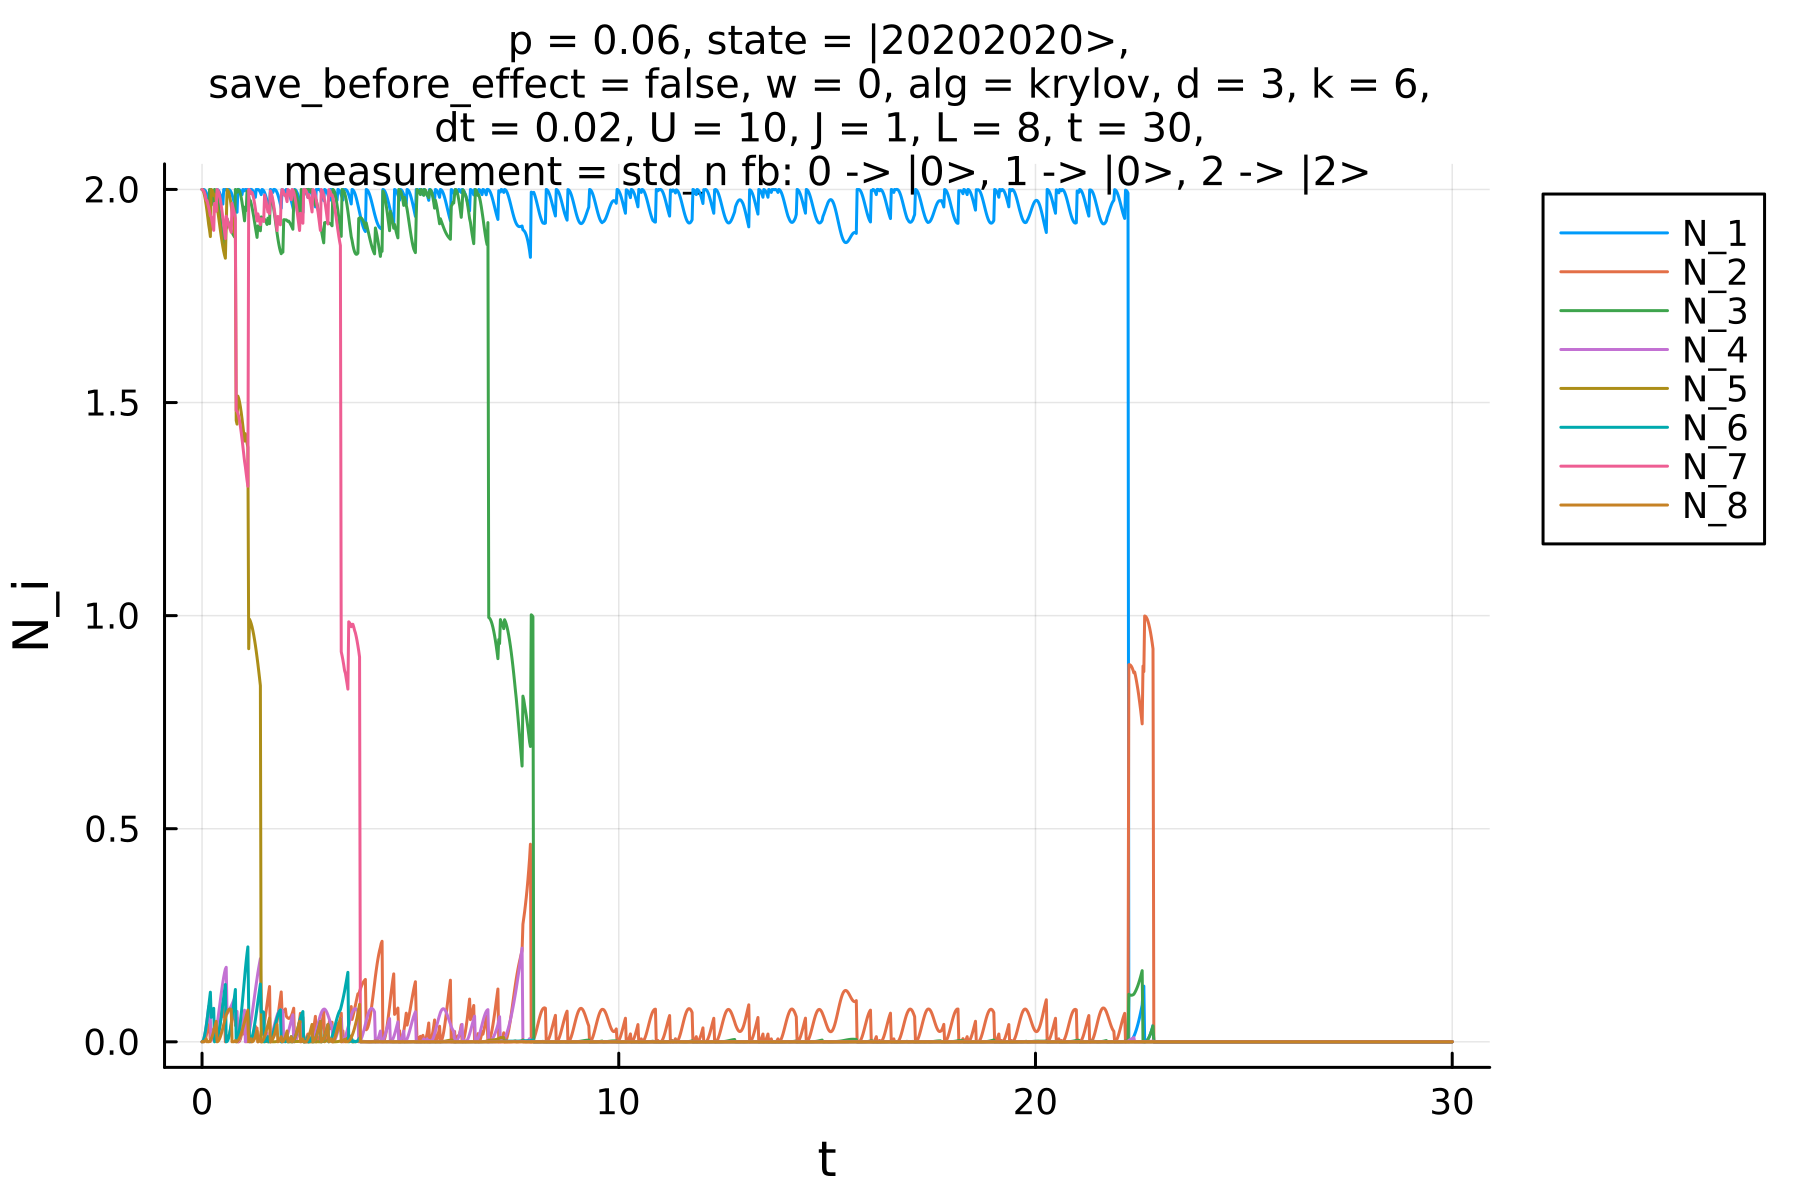 p = 0.06, state = |20202020>,
save_before_effect = false, w = 0, alg = krylov, d = 3, k = 6,
dt = 0.02, U = 10, J = 1, L = 8, t = 30,
measurement = std_n fb: 0 -> |0>, 1 -> |0>, 2 -> |2>
2.0
1.5
1.0
0.5
0.0
N_i
0
10
20
30
t
N_1
N_2
N_3
N_4
N_5
N_6
N_7
N_8